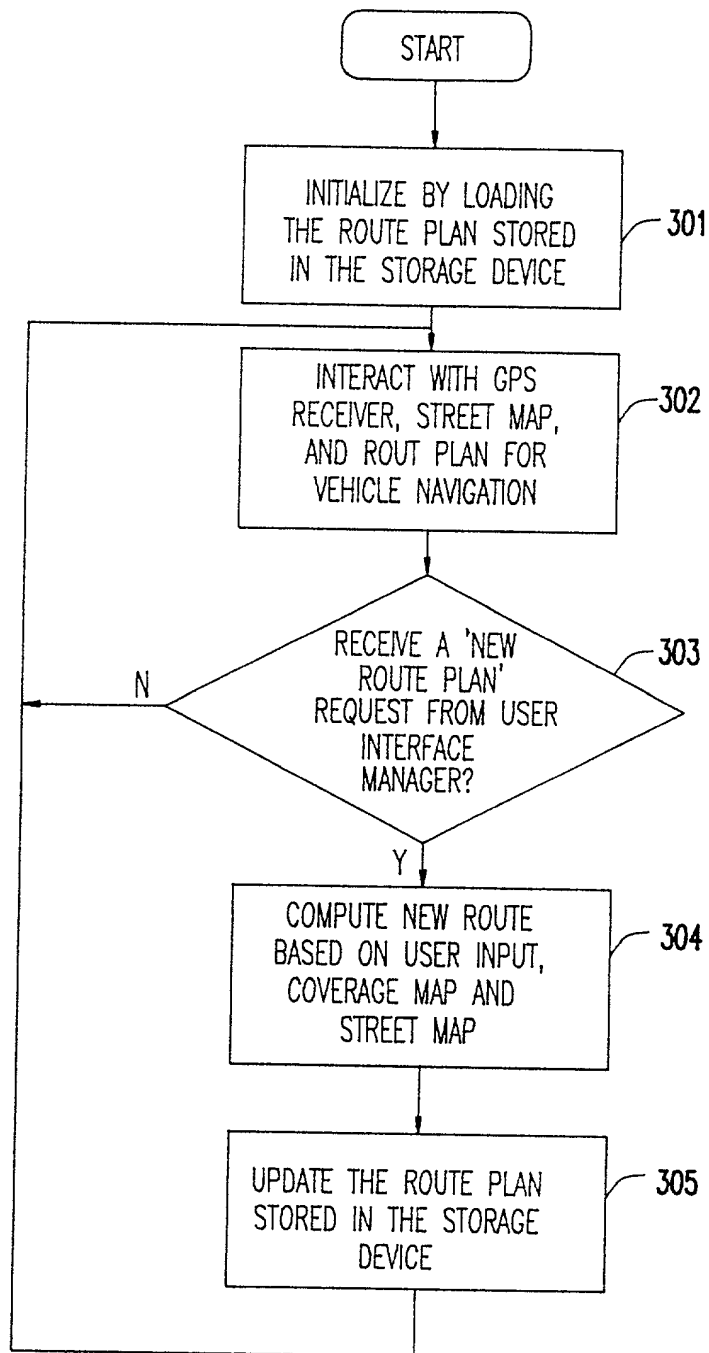 START
INITIALIZE BY LOADING
THE ROUTE PLAN STORED
IN THE STORAGE DEVICE
301
INTERACT WITH GPS
RECEIVER, STREET MAP,
AND ROUT PLAN FOR
VEHICLE NAVIGATION
302
RECEIVE A 'NEW
ROUTE PLAN'
REQUEST FROM USER
INTERFACE
MANAGER?
303
N
Y
COMPUTE NEW ROUTE
BASED ON USER INPUT,
COVERAGE MAP AND
STREET MAP
304
UPDATE THE ROUTE PLAN
STORED IN THE STORAGE
DEVICE
305